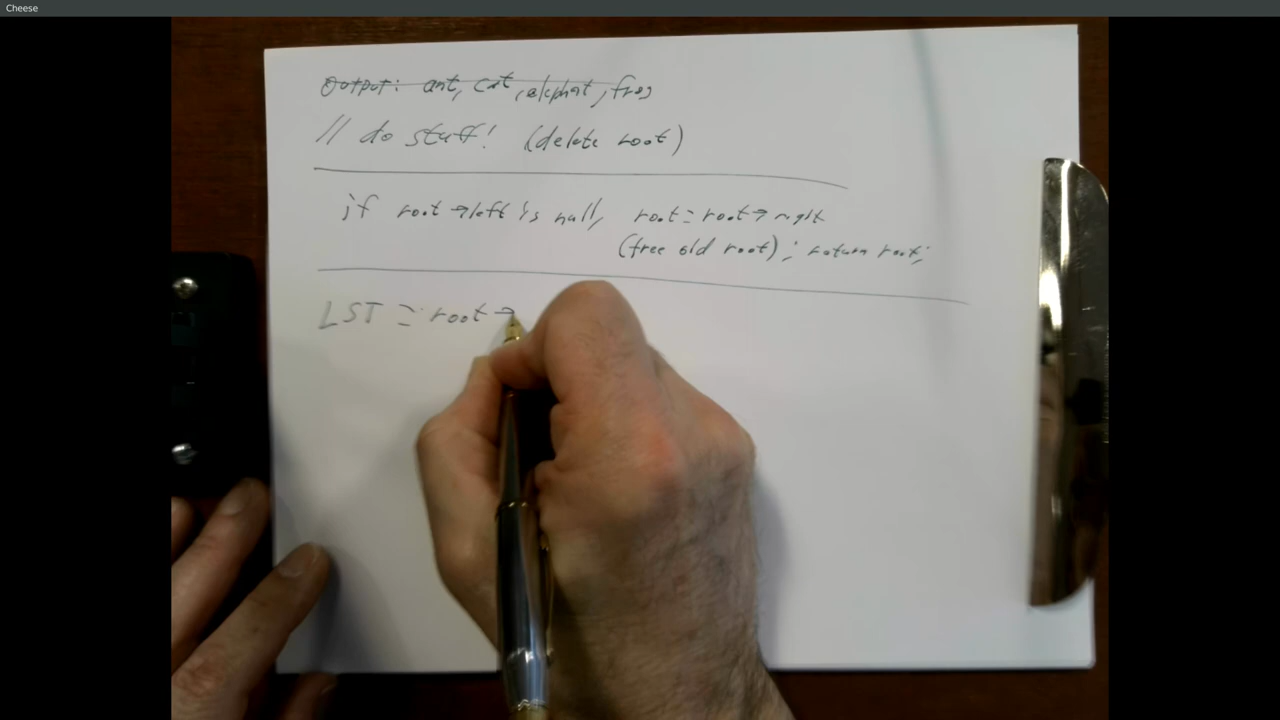 Cheese
Output: ant, cat, elephat, frog
// do stuff! (delete root)
if root→left is null, root=root→right
(free old root); return root;
LST = root→